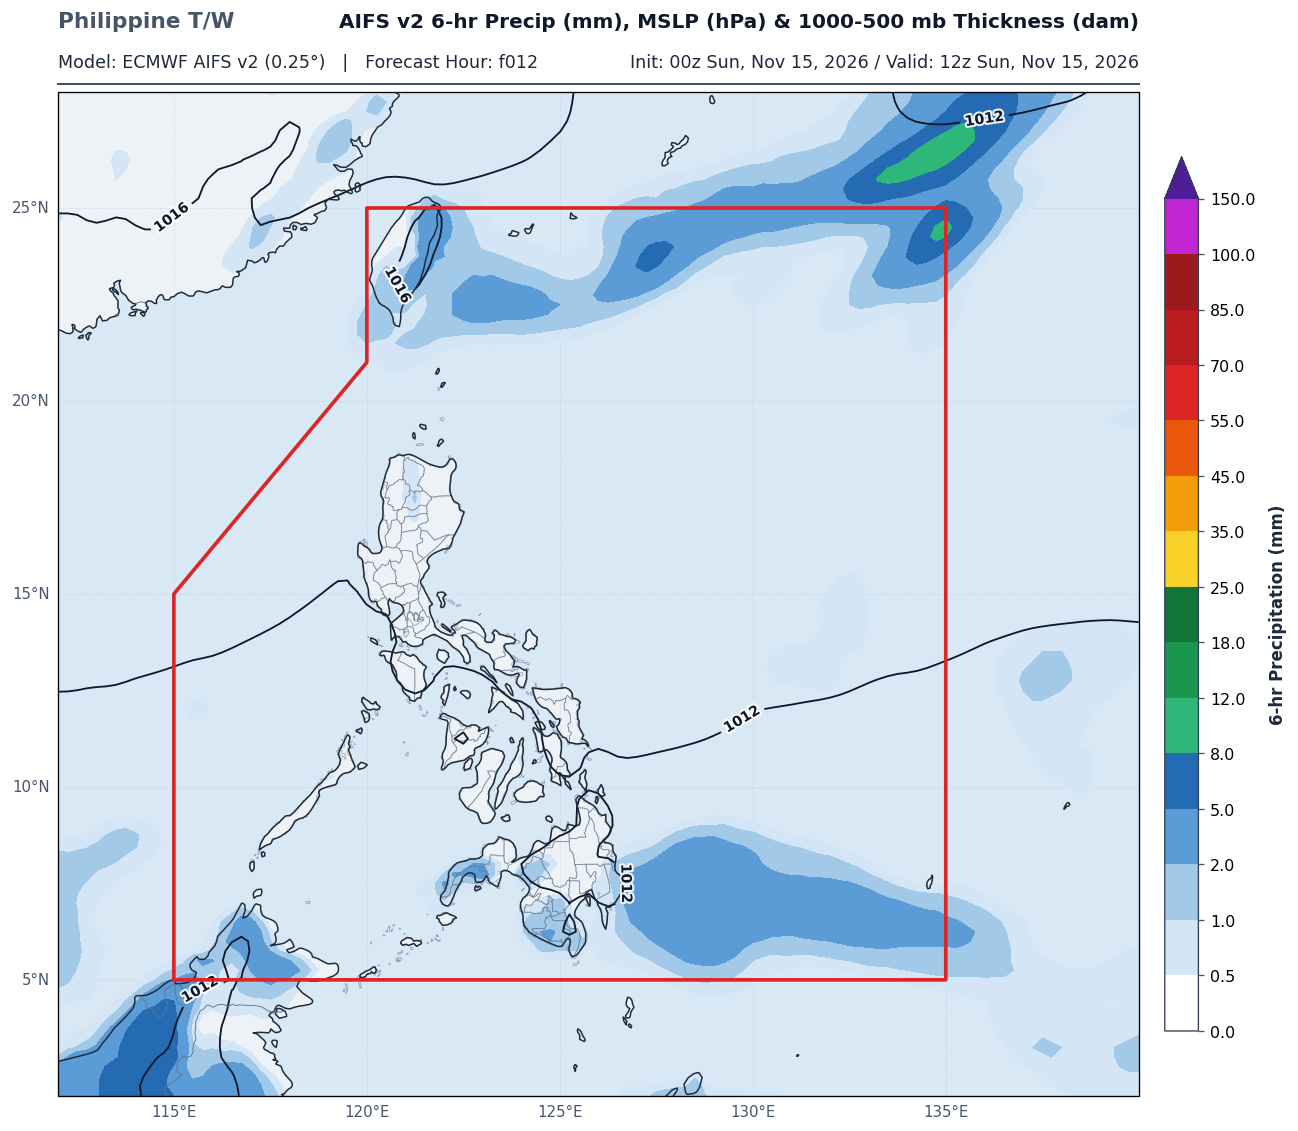 Philippine T/W
AIFS v2 6-hr Precip (mm), MSLP (hPa) & 1000-500 mb Thickness (dam)
Model: ECMWF AIFS v2 (0.25°) | Forecast Hour: f012
Init: 00z Sun, Nov 15, 2026 / Valid: 12z Sun, Nov 15, 2026
1012
1016
1016
1012
1012
1012
25°N
20°N
15°N
10°N
5°N
115°E
120°E
125°E
130°E
135°E
150.0
100.0
85.0
70.0
55.0
45.0
35.0
25.0
18.0
12.0
8.0
5.0
2.0
1.0
0.5
0.0
6-hr Precipitation (mm)